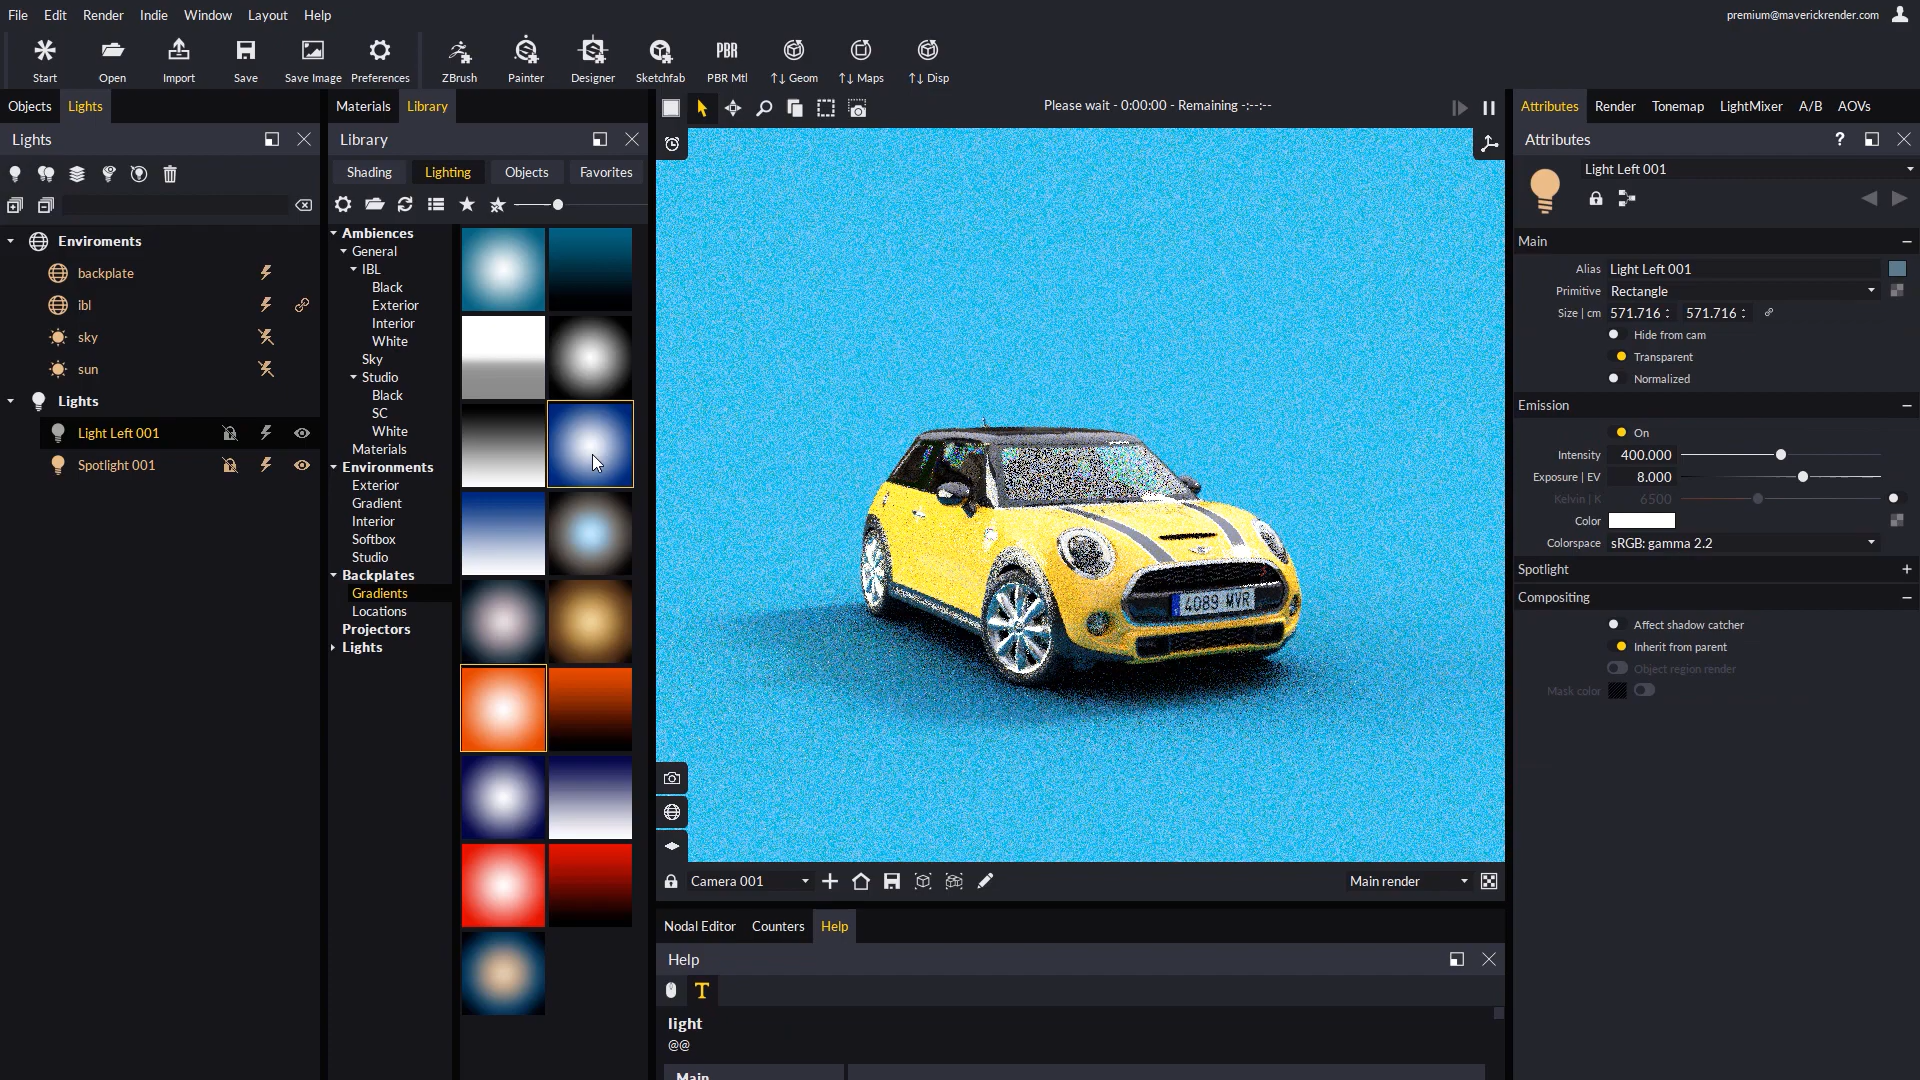 File Edit Render Indie Window Layout Help
premium@maverickrender.com
Start Open Import Save Save Image Preferences ZBrush Painter Designer Sketchfab PBR Mtl ↑↓ Geom ↑↓ Maps ↑↓ Disp
PBR
Objects Lights
Lights
Enviroments
backplate
ibl
sky
sun
Lights
Light Left 001
Spotlight 001
Materials Library
Library
Shading Lighting Objects Favorites
Ambiences
General
IBL
Black
Exterior
Interior
White
Sky
Studio
Black
SC
White
Materials
Environments
Exterior
Gradient
Interior
Softbox
Studio
Backplates
Gradients
Locations
Projectors
Lights
Please wait - 0:00:00 - Remaining -:--:--
4089 MVR
Camera 001
Main render
Nodal Editor Counters Help
Help
T
light
@@
Main
Attributes Render Tonemap LightMixer A/B AOVs
Attributes ?
Light Left 001
Main
Alias Light Left 001
Primitive Rectangle
Size | cm 571.716 571.716
Hide from cam
Transparent
Normalized
Emission
On
Intensity 400.000
Exposure | EV 8.000
Kelvin | K 6500
Color
Colorspace sRGB: gamma 2.2
Spotlight
Compositing
Affect shadow catcher
Inherit from parent
Object region render
Mask color